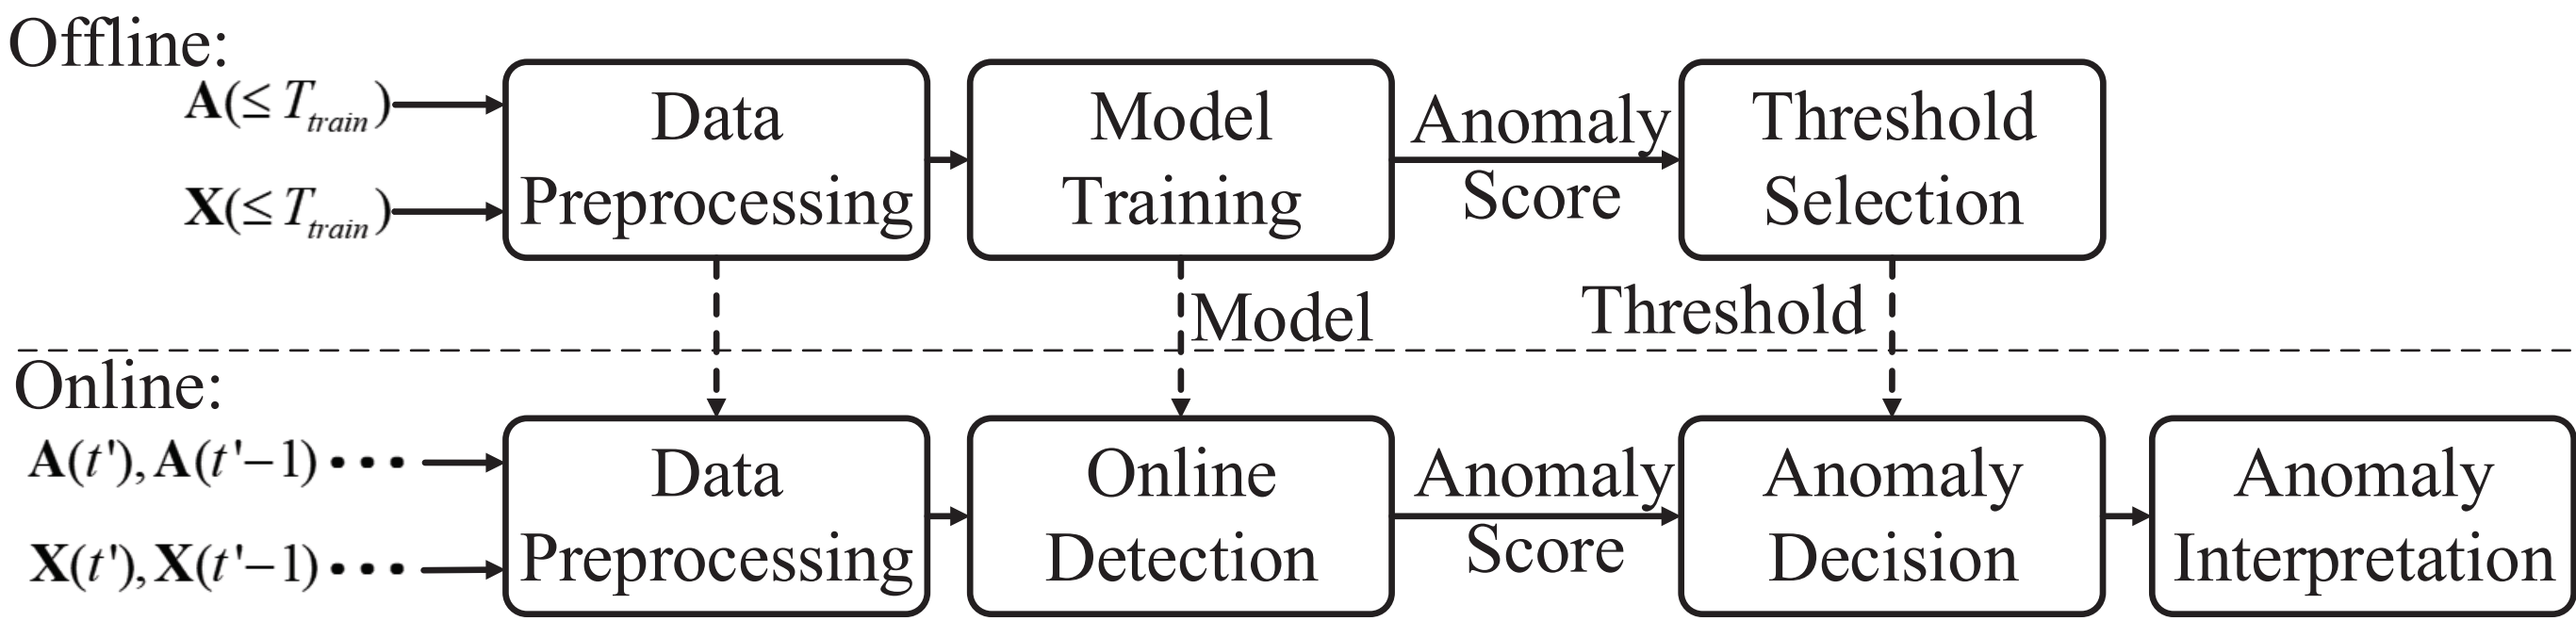 Offline:
A(≤ T_train)
X(≤ T_train)
Data
Preprocessing
Model
Training
Anomaly
Score
Threshold
Selection
Model
Threshold
Online:
A(t'), A(t'−1) •••
X(t'), X(t'−1) •••
Data
Preprocessing
Online
Detection
Anomaly
Score
Anomaly
Decision
Anomaly
Interpretation